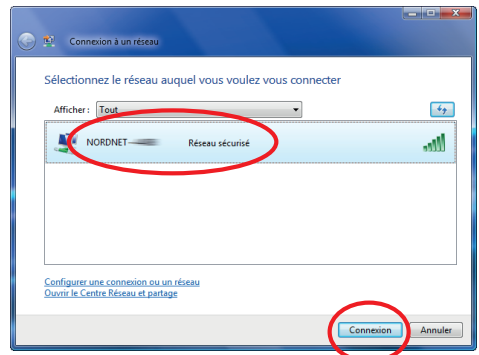 Connexion à un réseau
Sélectionnez le réseau auquel vous voulez vous connecter
Afficher : Tout
NORDNET Réseau sécurisé
Configurer une connexion ou un réseau
Ouvrir le Centre Réseau et partage
Connexion Annuler